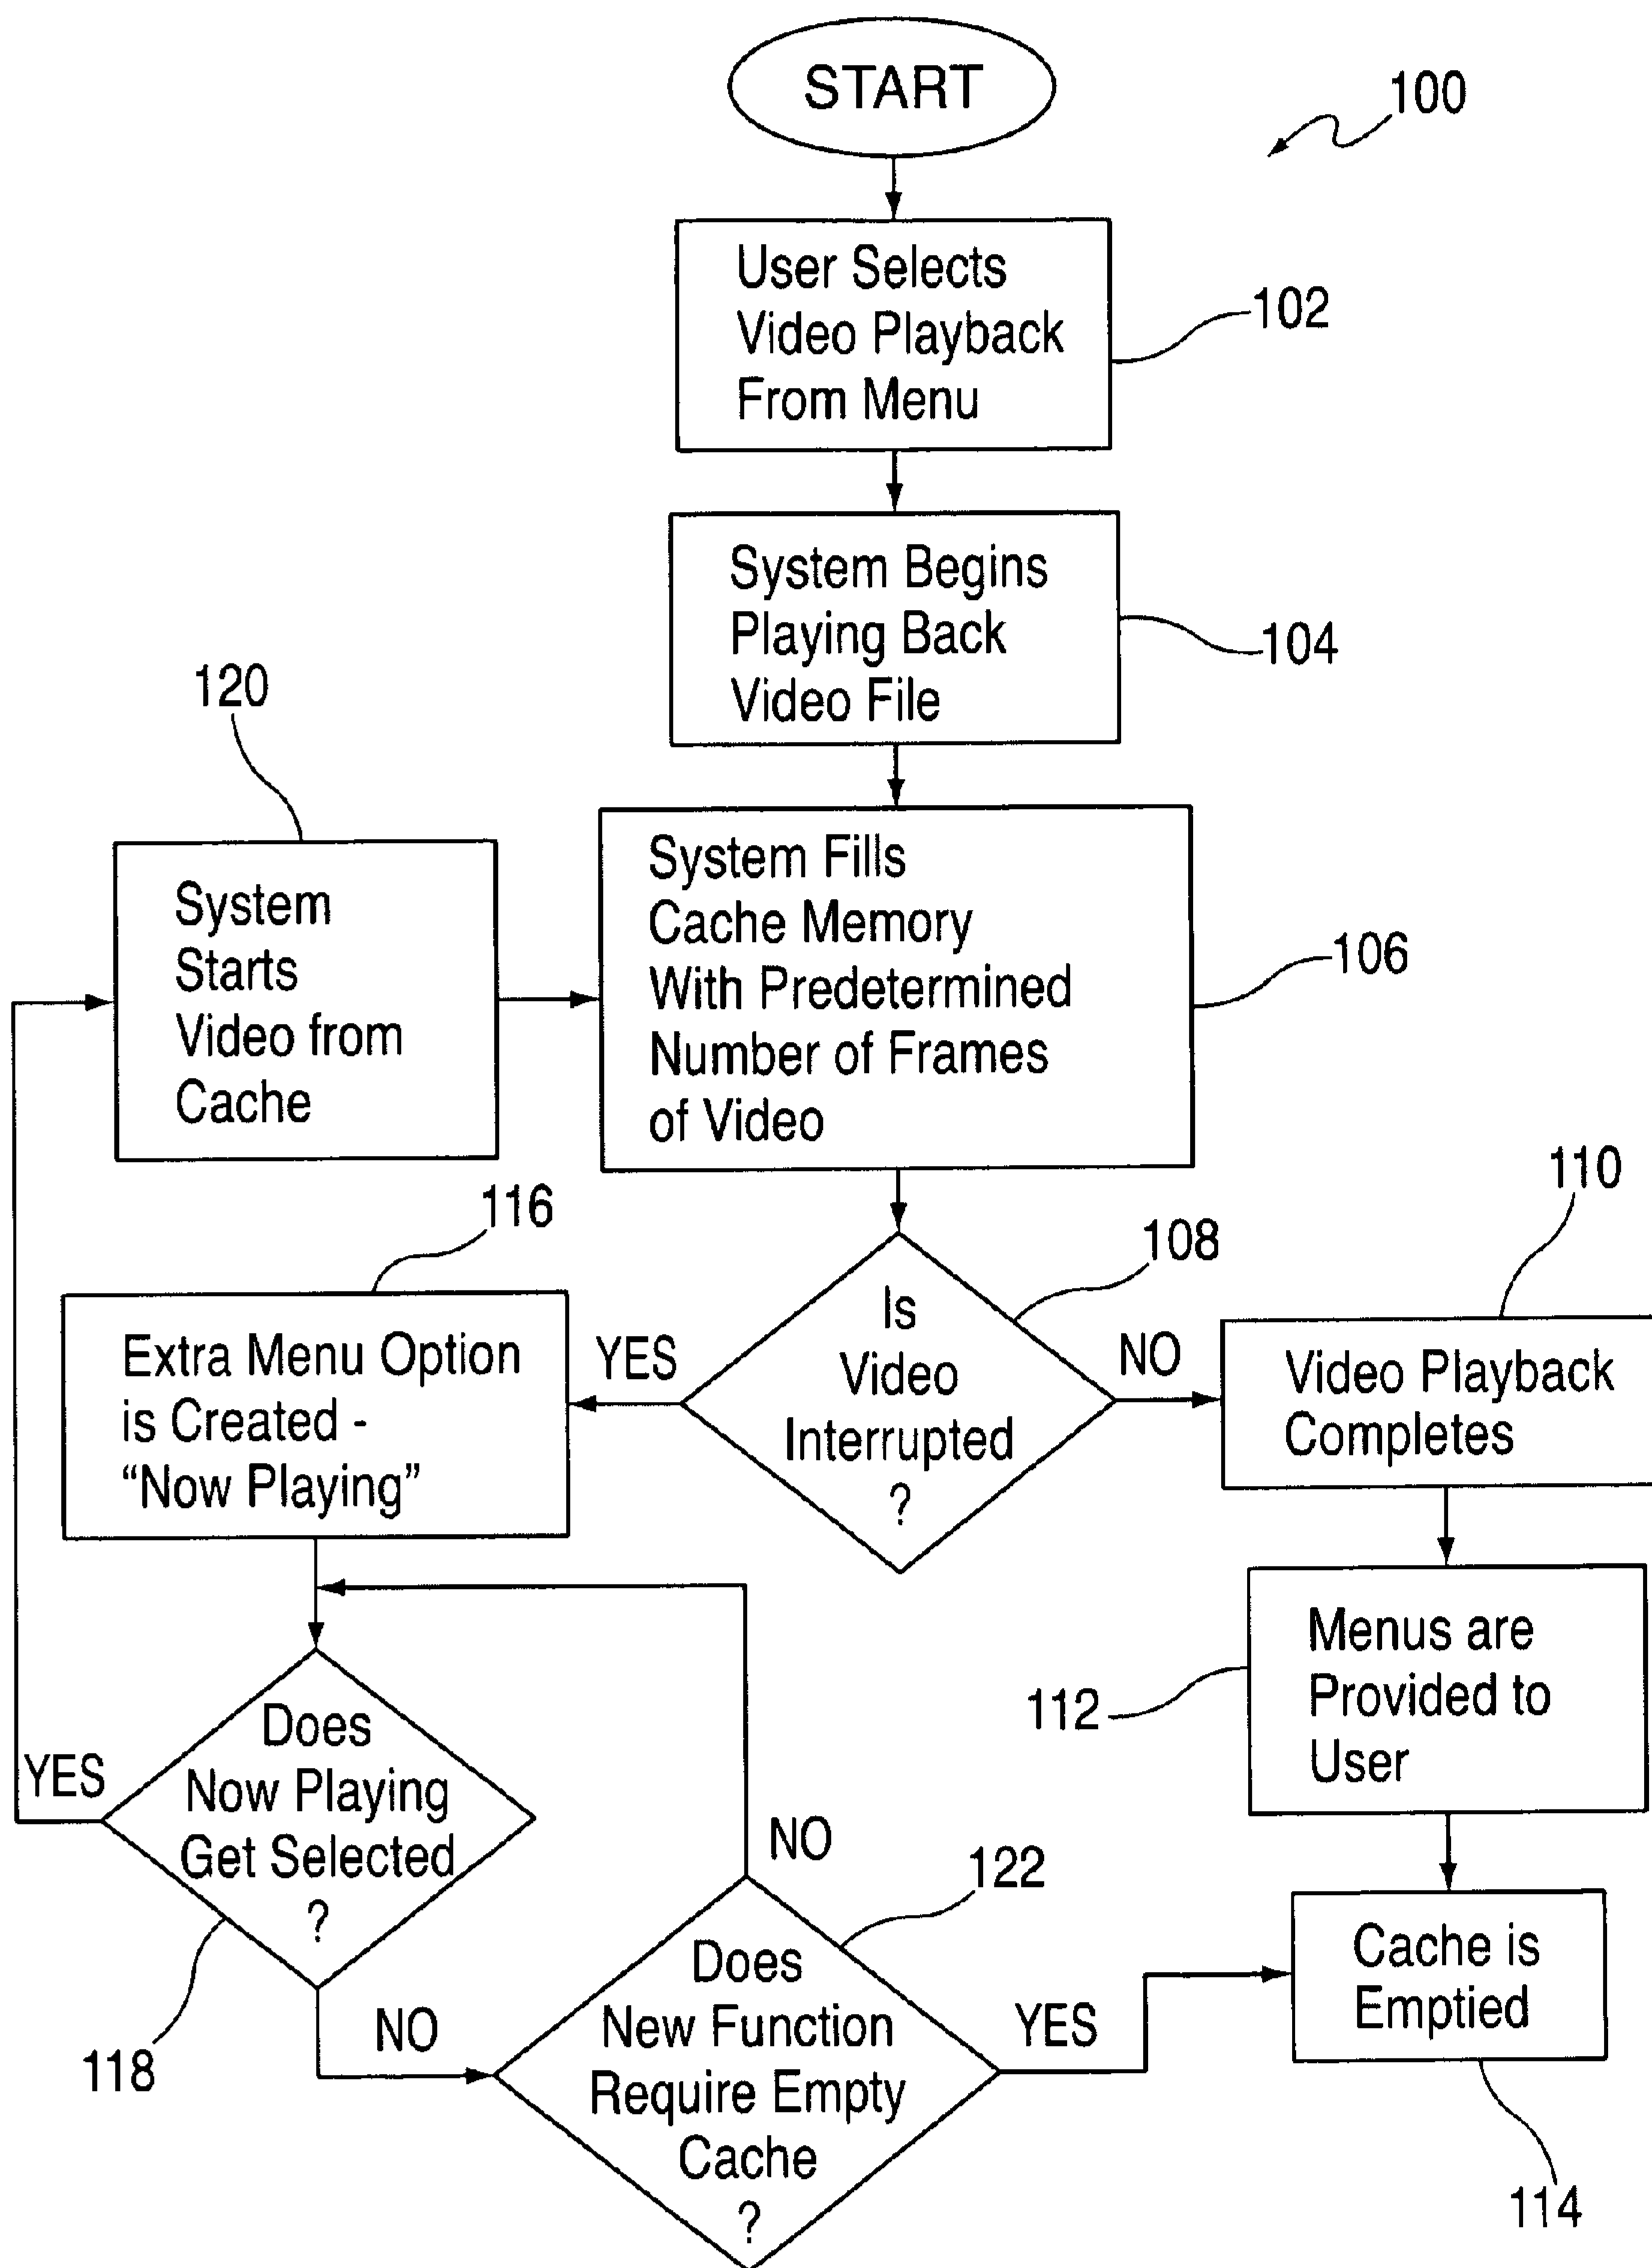 START
100
User Selects
Video Playback
From Menu
102
System Begins
Playing Back
Video File
104
120
System
Starts
Video from
Cache
System Fills
Cache Memory
With Predetermined
Number of Frames
of Video
106
116
Extra Menu Option
is Created -
“Now Playing”
YES
Is
Video
Interrupted
?
108
NO
110
Video Playback
Completes
112
Menus are
Provided to
User
YES
Does
Now Playing
Get Selected
?
118
NO
NO
122
Does
New Function
Require Empty
Cache
?
YES
Cache is
Emptied
114